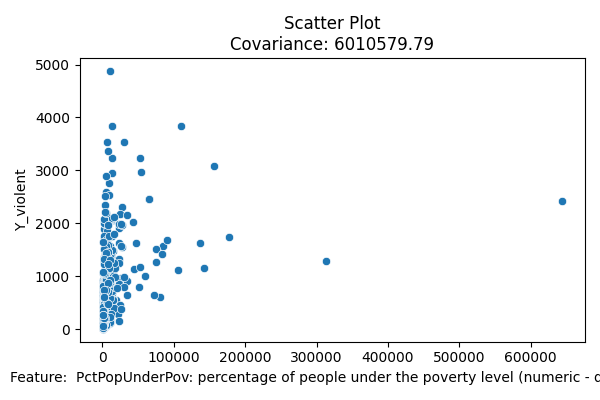 Scatter Plot
Covariance: 6010579.79
5000
4000
3000
2000
1000
0
Y_violent
0 100000 200000 300000 400000 500000 600000
Feature: PctPopUnderPov: percentage of people under the poverty level (numeric - d